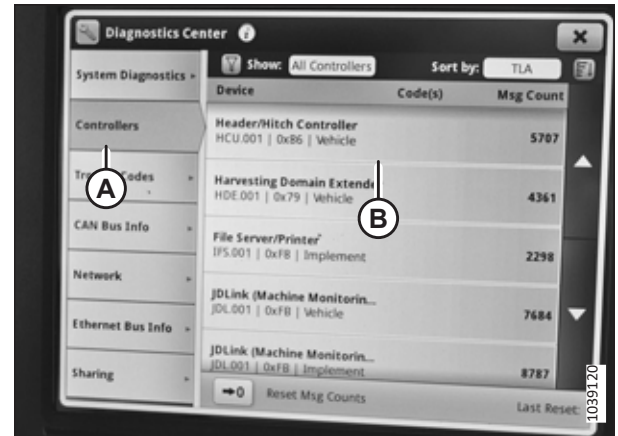 Diagnostics Center
System Diagnostics
Controllers
Codes
CAN Bus Info
Network
Ethernet Bus Info
Sharing
Show: All Controllers Sort by: TLA
Device Code(s) Msg Count
Header/Hitch Controller
HCU.001 | 0x86 | Vehicle 5707
Harvesting Domain Extende
HDE.001 | 0x79 | Vehicle 4361
File Server/Printer
IFS.001 | 0xF8 | Implement 2298
JDLink (Machine Monitorin...
JDL.001 | 0xFB | Vehicle 7684
JDLink (Machine Monitorin...
JDL.001 | 0xFB | Implement 8787
→0 Reset Msg Counts Last Reset:
A
B
1039120